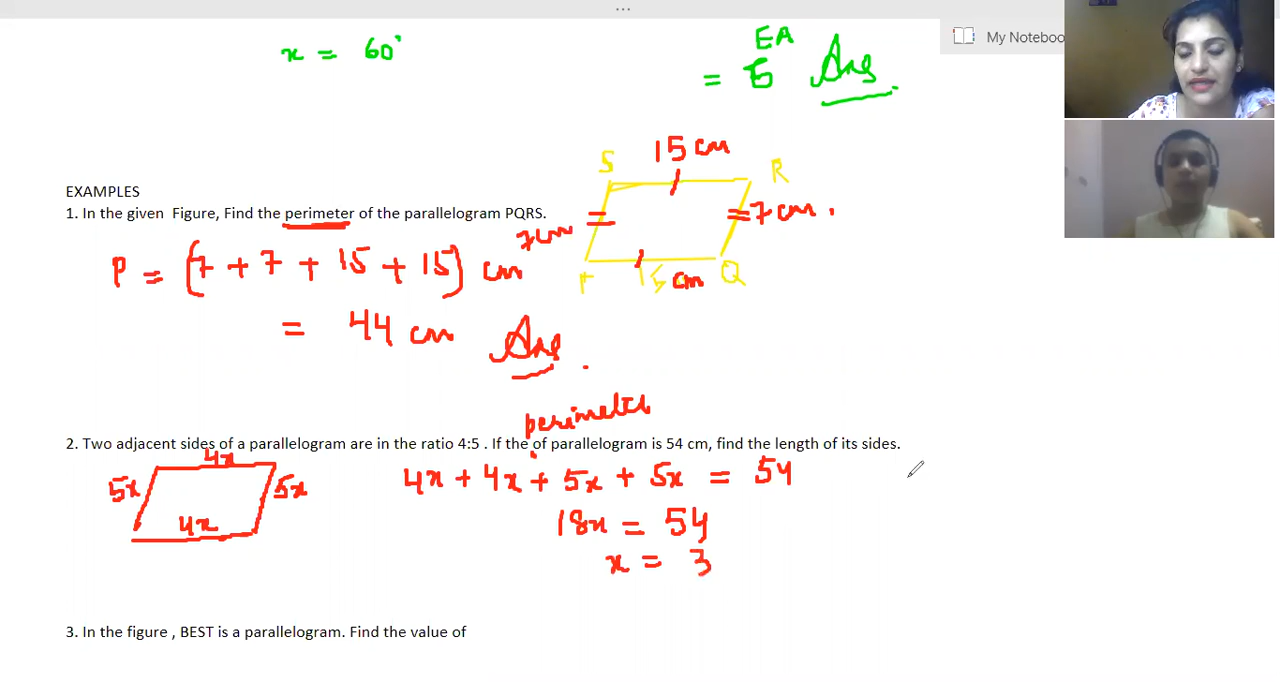 x = 60°
EA
= 5 Ans
My Notebook
S 15 cm R
EXAMPLES
1. In the given Figure, Find the perimeter of the parallelogram PQRS.
7cm = 7cm.
P = (7 + 7 + 15 + 15) cm
P 15 cm Q
= 44 cm Ans.
perimeter
2. Two adjacent sides of a parallelogram are in the ratio 4:5 . If the of parallelogram is 54 cm, find the length of its sides.
4x
5x 5x
4x
4x + 4x + 5x + 5x = 54
18x = 54
x = 3
3. In the figure , BEST is a parallelogram. Find the value of